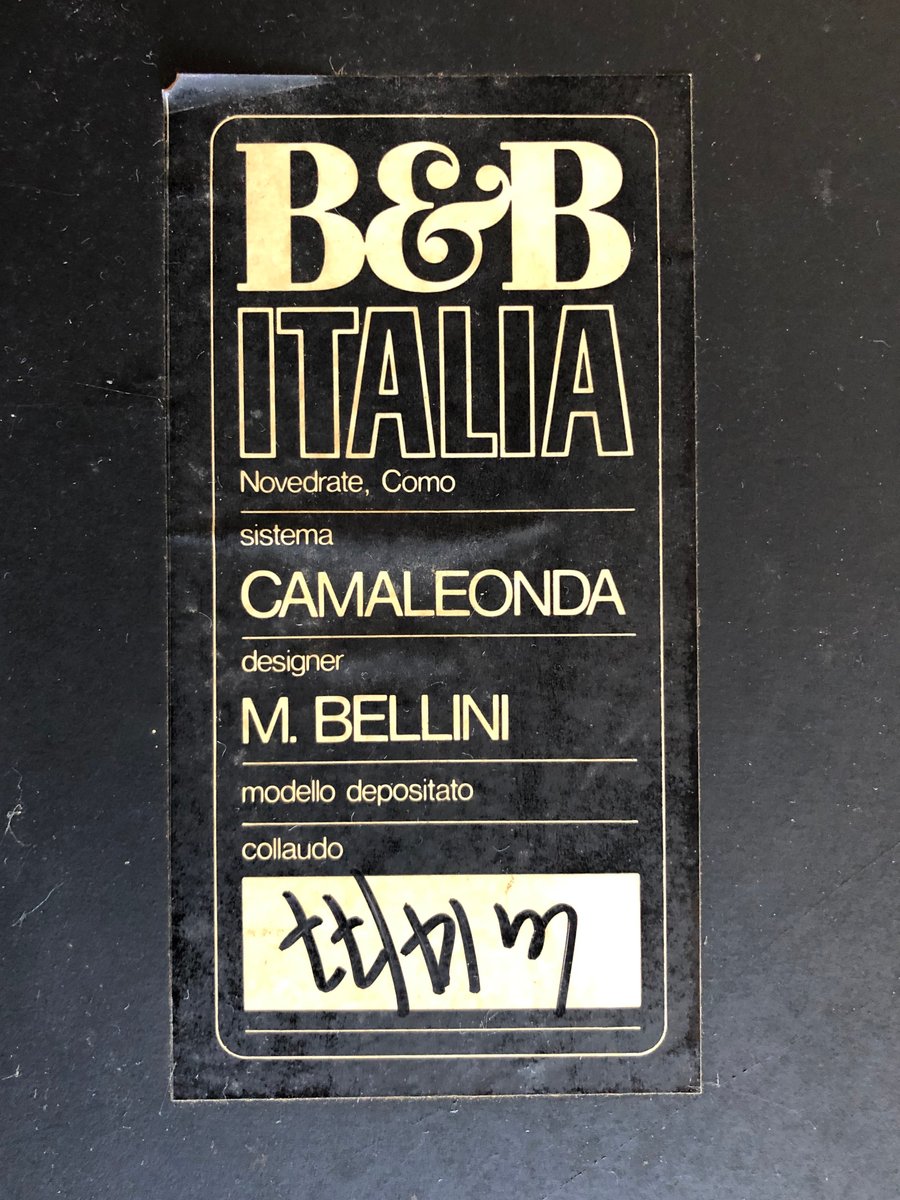 B&B
ITALIA
Novedrate, Como
sistema
CAMALEONDA
designer
M. BELLINI
modello depositato
collaudo